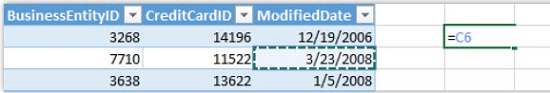 BusinessEntityID CreditCardID ModifiedDate
3268 14196 12/19/2006 =C6
7710 11522 3/23/2008
3638 13622 1/5/2008